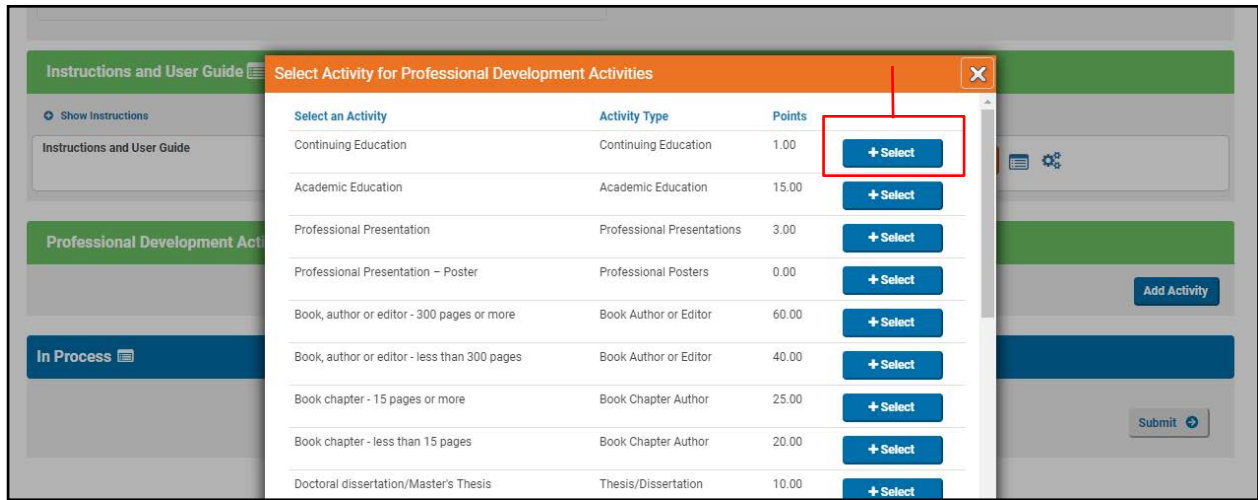 Instructions and User Guide
Select Activity for Professional Development Activities
Show Instructions
Select an Activity Activity Type Points
Instructions and User Guide
Continuing Education Continuing Education 1.00 + Select
Academic Education Academic Education 15.00 + Select
Professional Presentation Professional Presentations 3.00 + Select
Professional Development Acti
Professional Presentation – Poster Professional Posters 0.00 + Select
Add Activity
Book, author or editor - 300 pages or more Book Author or Editor 60.00 + Select
In Process
Book, author or editor - less than 300 pages Book Author or Editor 40.00 + Select
Book chapter - 15 pages or more Book Chapter Author 25.00 + Select
Submit
Book chapter - less than 15 pages Book Chapter Author 20.00 + Select
Doctoral dissertation/Master's Thesis Thesis/Dissertation 10.00 + Select